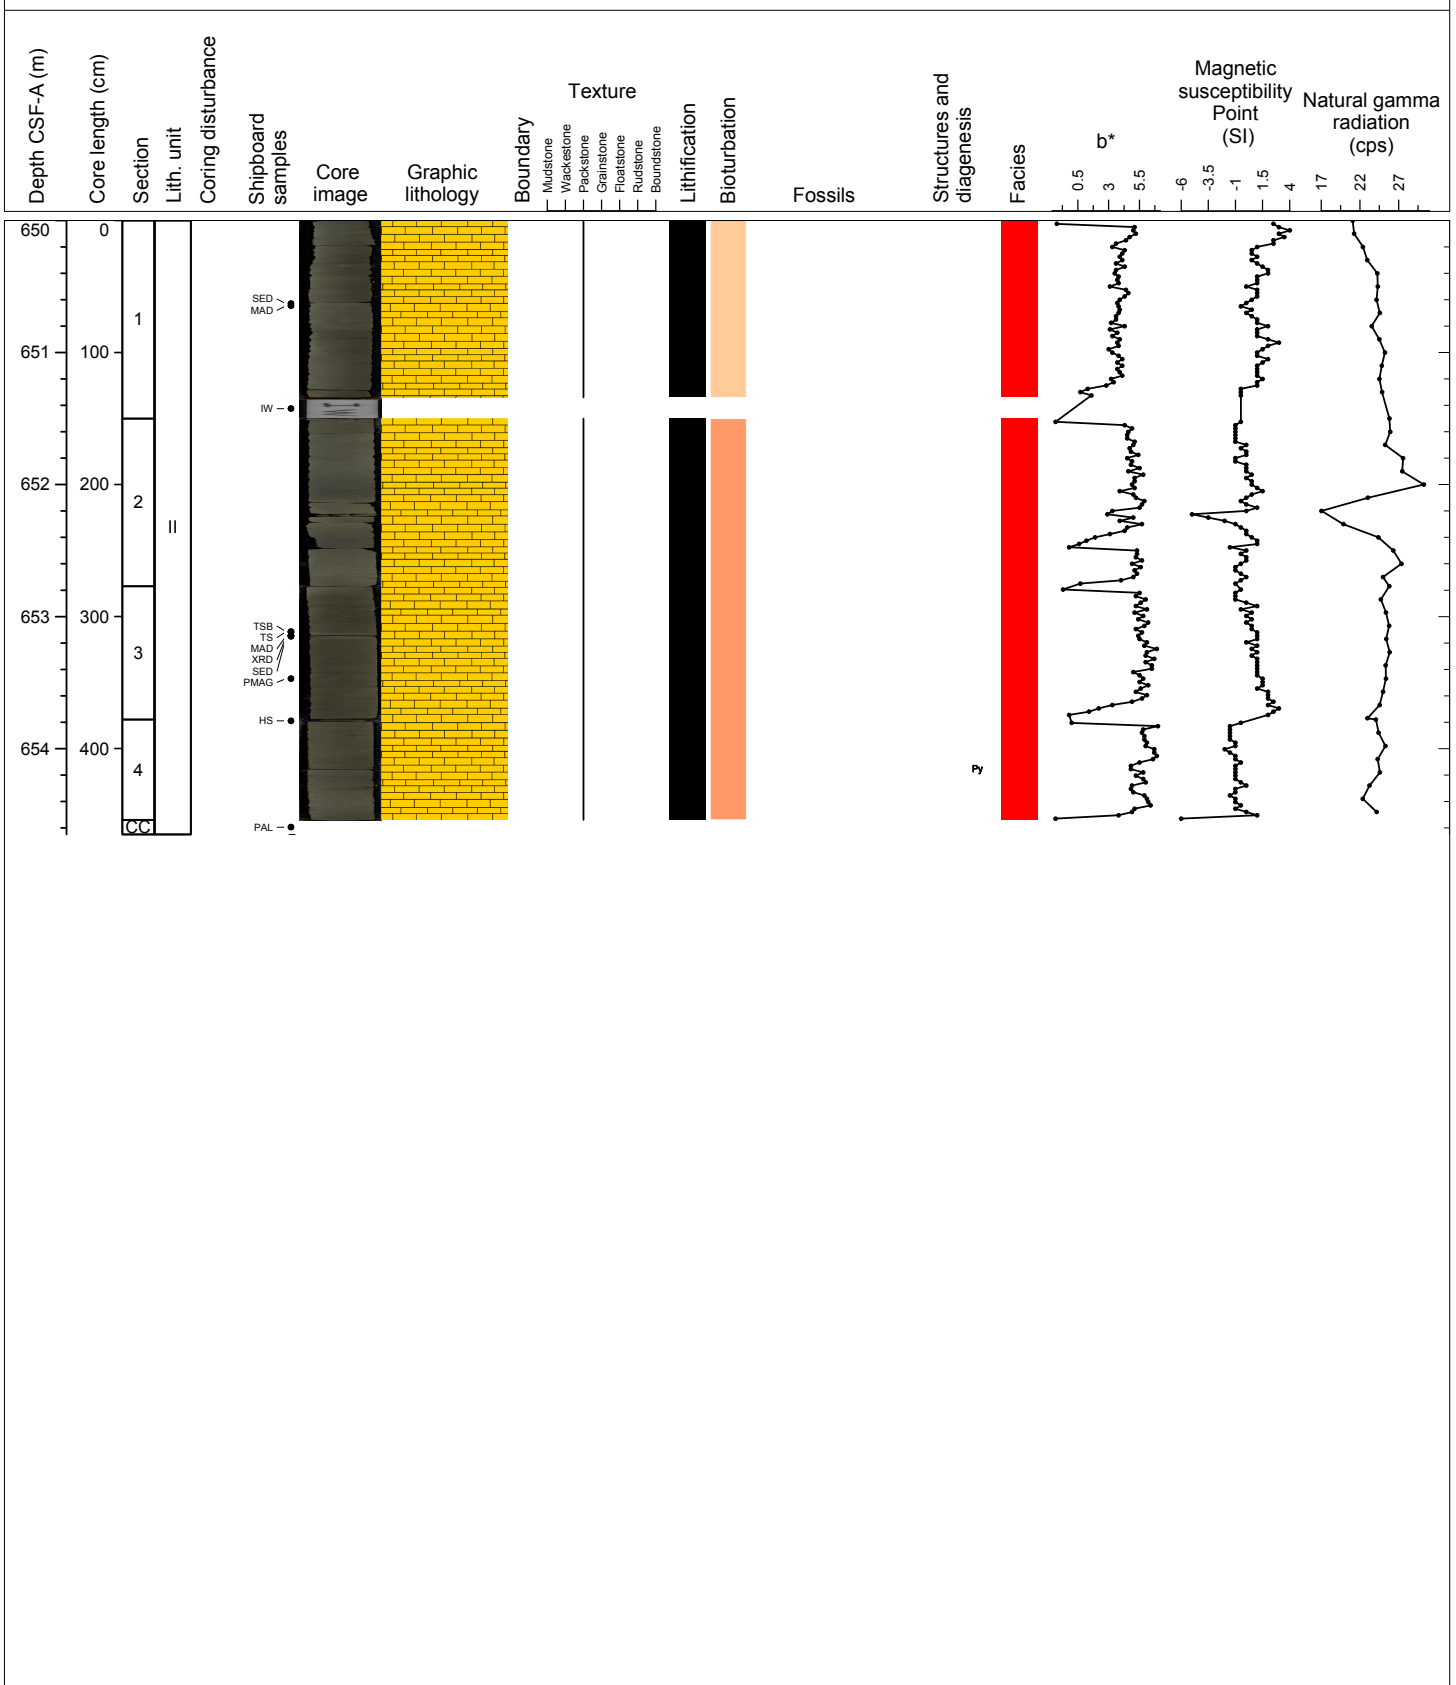 Depth CSF-A (m)
Core length (cm)
Section
Lith. unit
Coring disturbance
Shipboard
samples
Core
image
Graphic
lithology
Boundary
Texture
Mudstone
Wackestone
Packstone
Grainstone
Floatstone
Rudstone
Boundstone
Lithification
Bioturbation
Fossils
Structures and
diagenesis
Facies
b*
0.5 3 5.5
Magnetic
susceptibility
Point
(SI)
-6 -3.5 -1 1.5 4
Natural gamma
radiation
(cps)
17 22 27
650 0
SED
MAD
1
651 100
IW
652 200
2
II
653 300
TSB
TS
MAD
XRD
SED
PMAG
3
HS
654 400
4
Py
CC
PAL